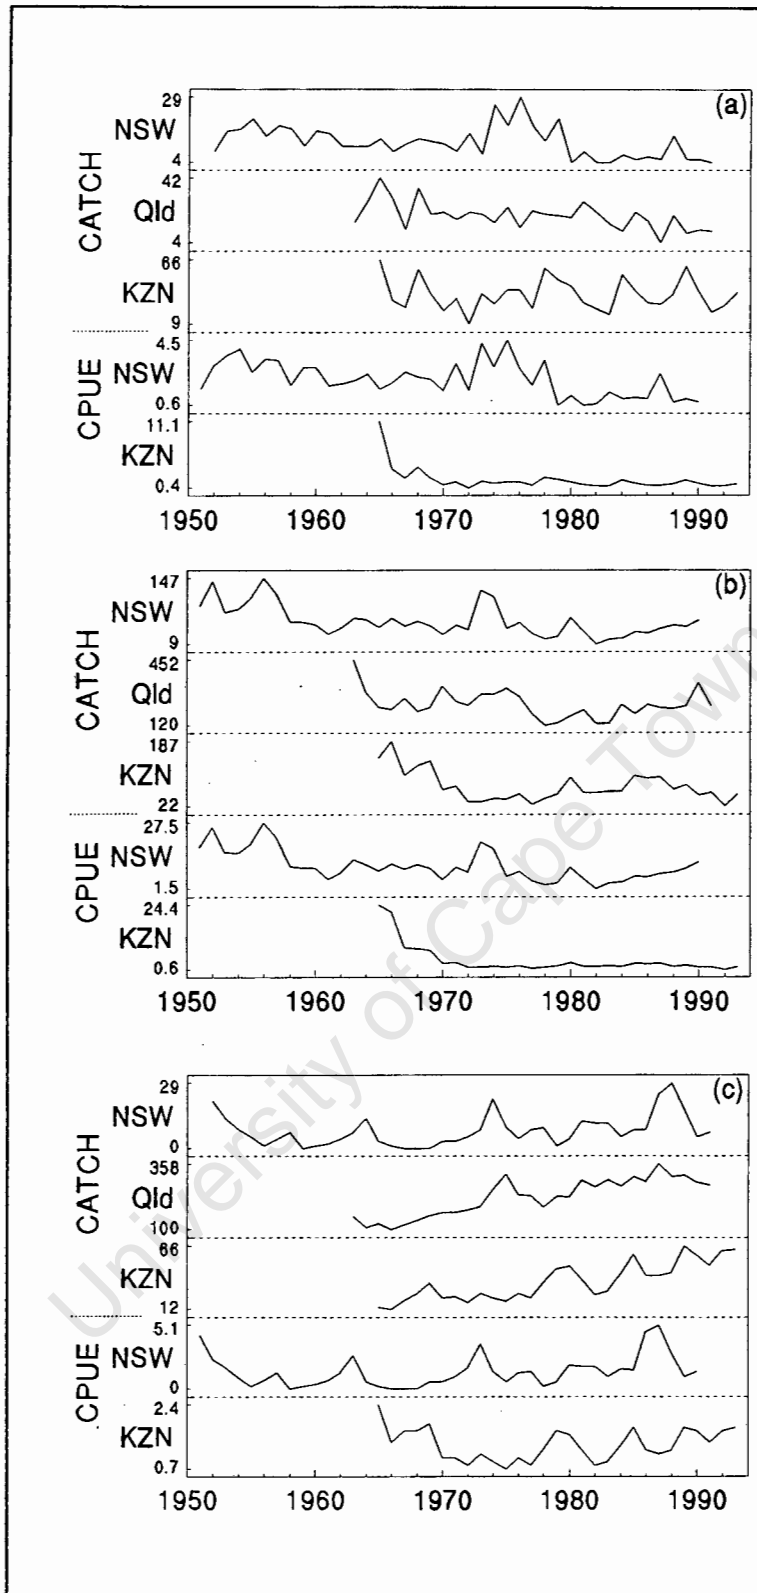 (a)
29
NSW
4
42
Qld
4
66
KZN
9
CATCH
4.5
NSW
0.6
11.1
KZN
0.4
CPUE
1950 1960 1970 1980 1990
(b)
147
NSW
9
452
Qld
120
187
KZN
22
CATCH
27.5
NSW
1.5
24.4
KZN
0.6
CPUE
1950 1960 1970 1980 1990
(c)
29
NSW
0
358
Qld
100
66
KZN
12
CATCH
5.1
NSW
0
2.4
KZN
0.7
CPUE
1950 1960 1970 1980 1990
University of Cape Town